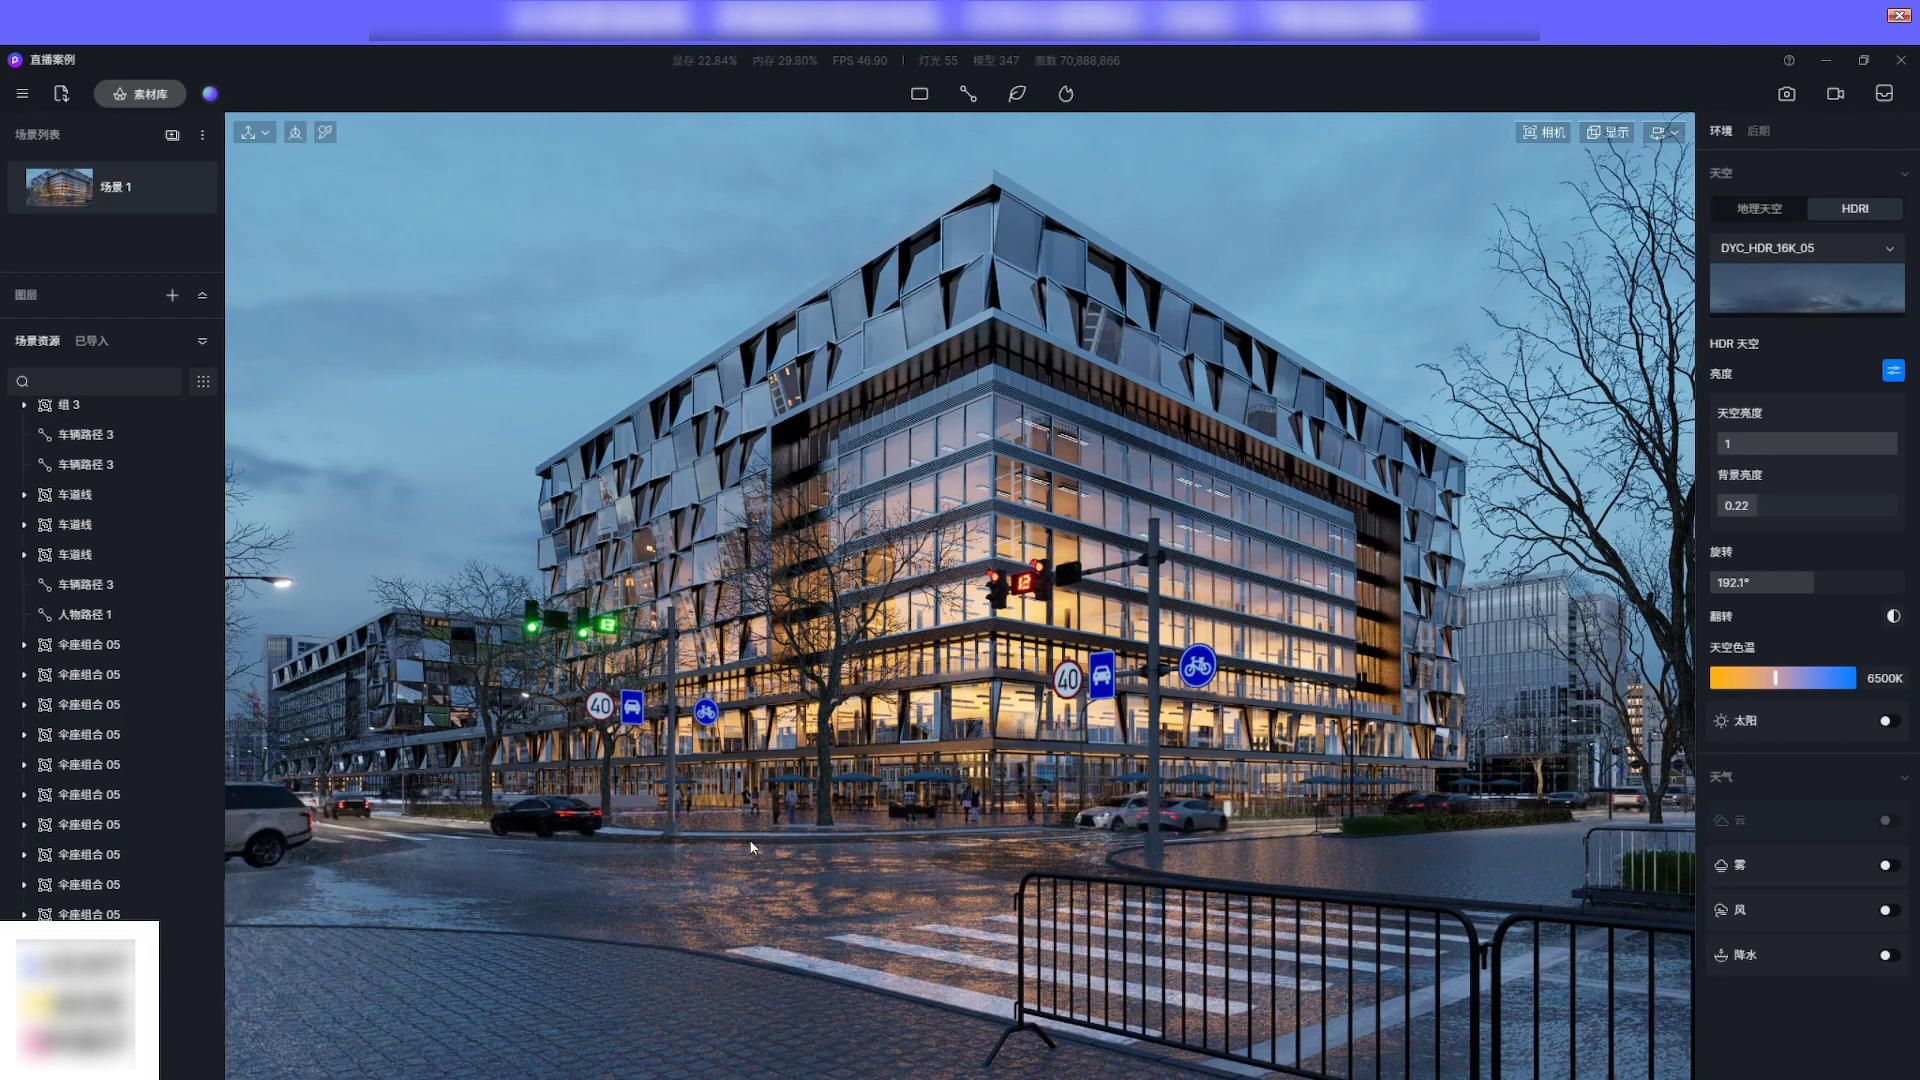 直播案例
显存 22.84% 内存 29.80% FPS 46.90 | 灯光 55 模型 347 面数 70,888,866
素材库
场景列表
场景 1
图层
场景资源 已导入
组 3
车辆路径 3
车辆路径 3
车道线
车道线
车道线
车辆路径 3
人物路径 1
伞座组合 05
伞座组合 05
伞座组合 05
伞座组合 05
伞座组合 05
伞座组合 05
伞座组合 05
伞座组合 05
伞座组合 05
伞座组合 05
相机 显示
12
40
40
环境 后期
天空
地理天空 HDRI
DYC_HDR_16K_05
HDR 天空
亮度
天空亮度
1
背景亮度
0.22
旋转
192.1°
翻转
天空色温
6500K
太阳
天气
云
雾
风
降水